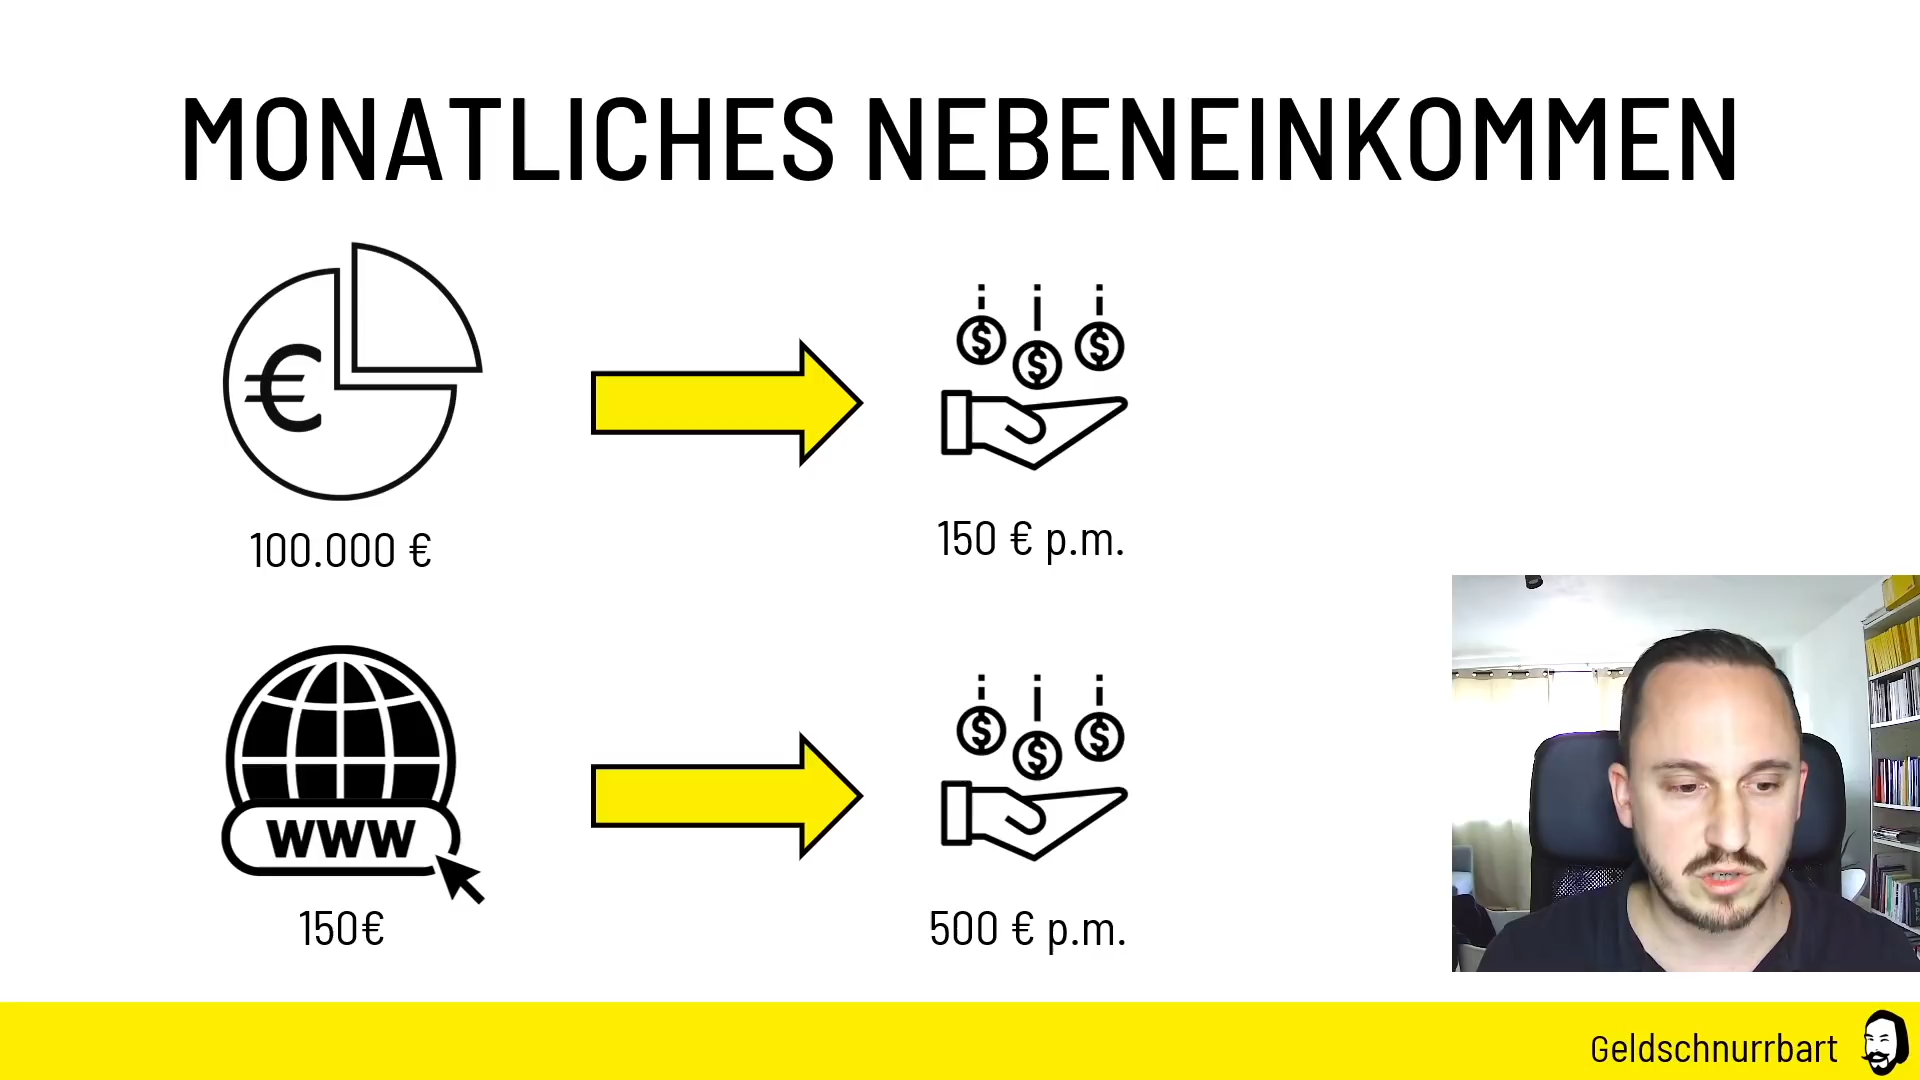 MONATLICHES NEBENEINKOMMEN
€
$ $ $
100.000 €
150 € p.m.
www
$ $ $
150€
500 € p.m.
Geldschnurrbart